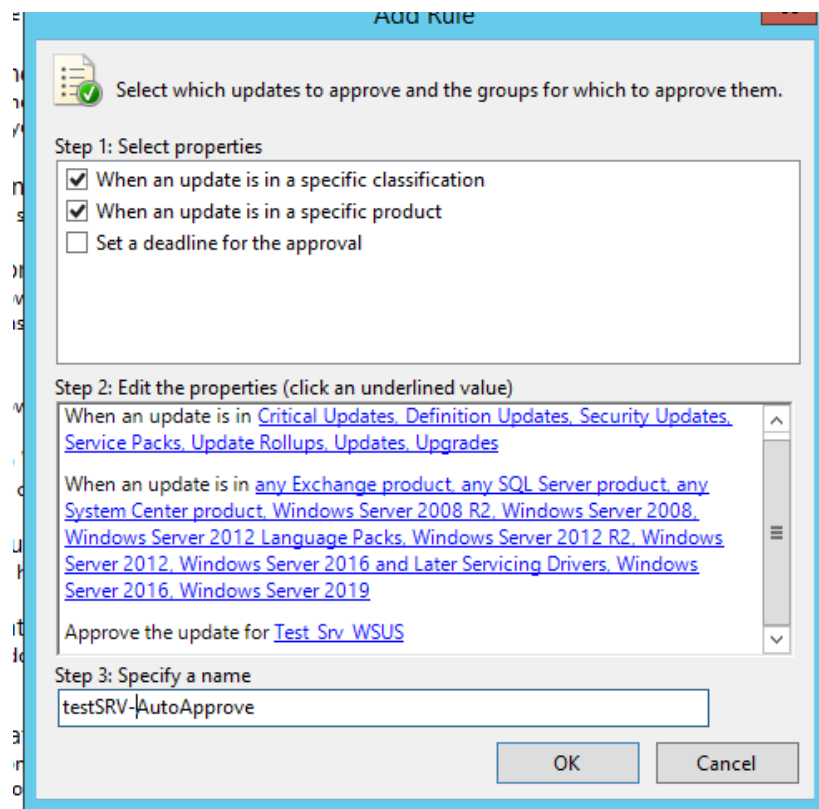 Add Rule
Select which updates to approve and the groups for which to approve them.
Step 1: Select properties
When an update is in a specific classification
When an update is in a specific product
Set a deadline for the approval
Step 2: Edit the properties (click an underlined value)
When an update is in Critical Updates, Definition Updates, Security Updates,
Service Packs, Update Rollups, Updates, Upgrades
When an update is in any Exchange product, any SQL Server product, any
System Center product, Windows Server 2008 R2, Windows Server 2008,
Windows Server 2012 Language Packs, Windows Server 2012 R2, Windows
Server 2012, Windows Server 2016 and Later Servicing Drivers, Windows
Server 2016, Windows Server 2019
Approve the update for Test_Srv_WSUS
Step 3: Specify a name
testSRV-AutoApprove
OK
Cancel